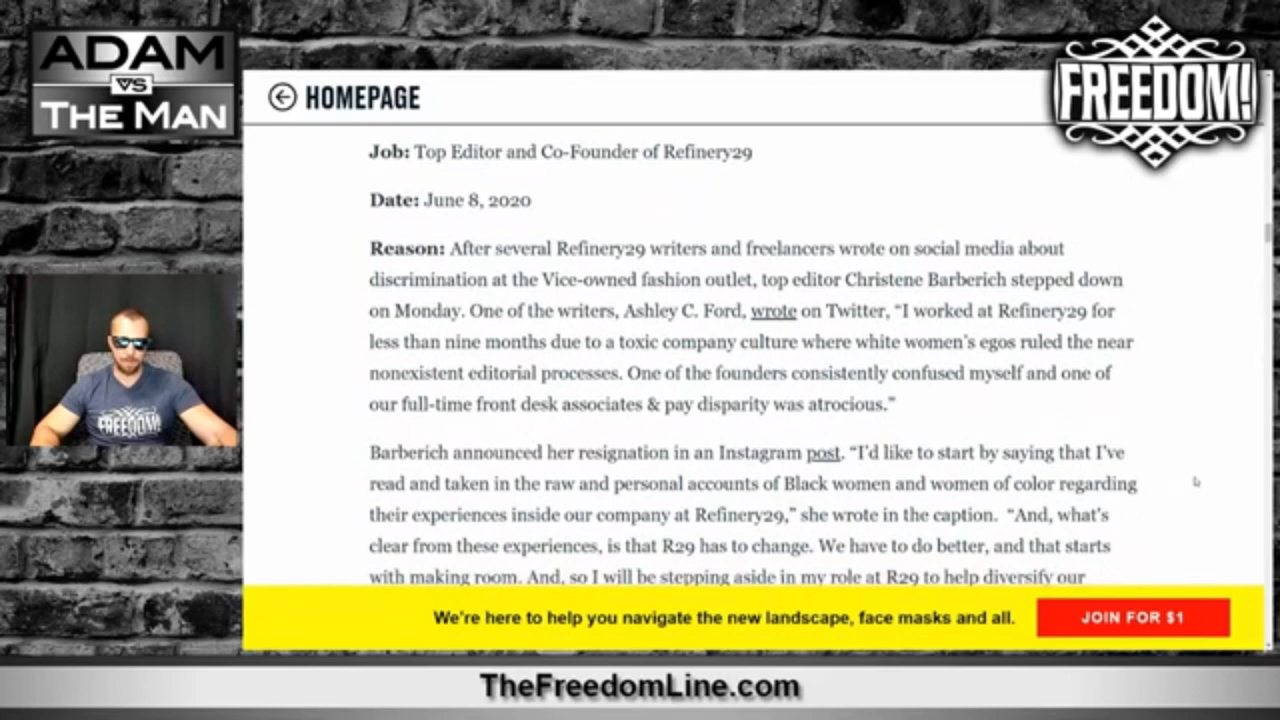 ADAM
VS
THE MAN
HOMEPAGE
FREEDOM!
Job: Top Editor and Co-Founder of Refinery29
Date: June 8, 2020
Reason: After several Refinery29 writers and freelancers wrote on social media about
discrimination at the Vice-owned fashion outlet, top editor Christene Barberich stepped down
on Monday. One of the writers, Ashley C. Ford, wrote on Twitter, “I worked at Refinery29 for
less than nine months due to a toxic company culture where white women’s egos ruled the near
nonexistent editorial processes. One of the founders consistently confused myself and one of
our full-time front desk associates & pay disparity was atrocious.”
Barberich announced her resignation in an Instagram post. “I’d like to start by saying that I’ve
read and taken in the raw and personal accounts of Black women and women of color regarding
their experiences inside our company at Refinery29,” she wrote in the caption. “And, what’s
clear from these experiences, is that R29 has to change. We have to do better, and that starts
with making room. And, so I will be stepping aside in my role at R29 to help diversify our
FREEDOM!
We're here to help you navigate the new landscape, face masks and all.
JOIN FOR $1
TheFreedomLine.com